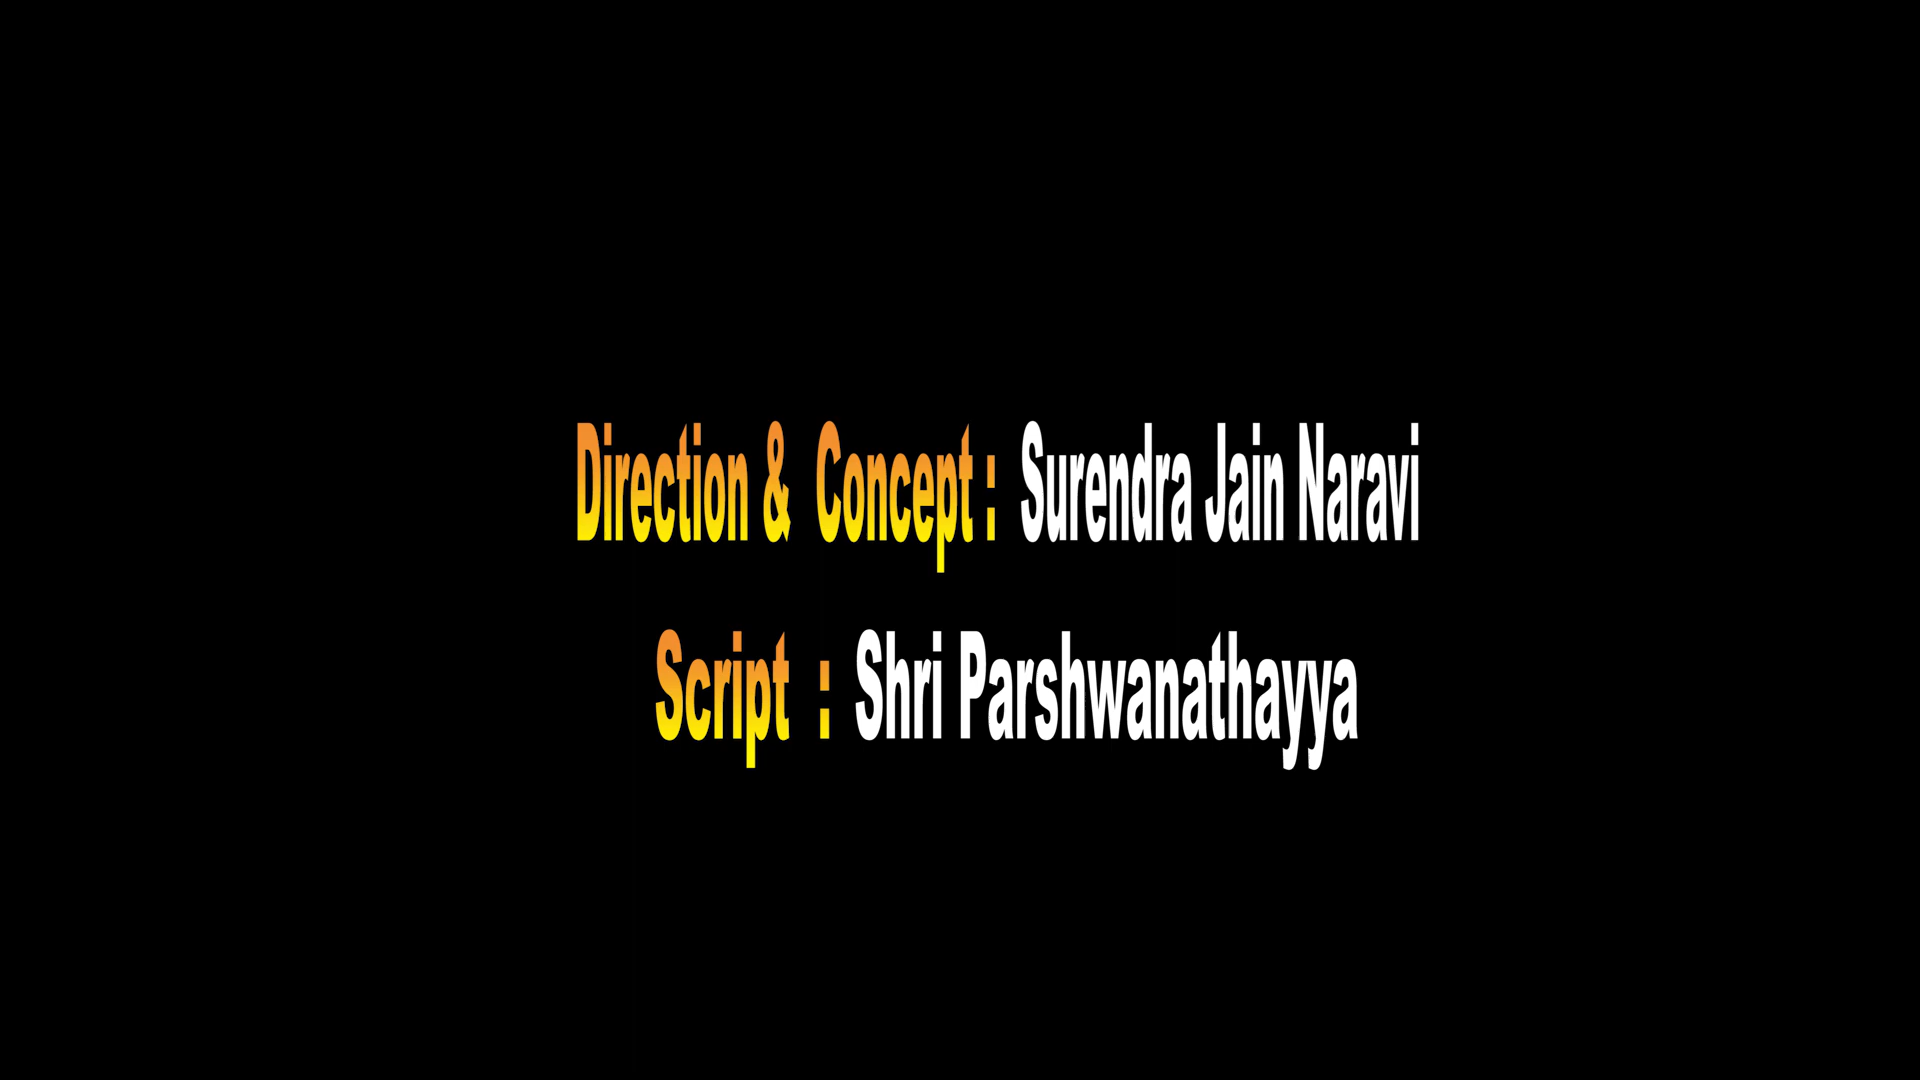 Direction & Concept : Surendra Jain Naravi
Script : Shri Parshwanathayya